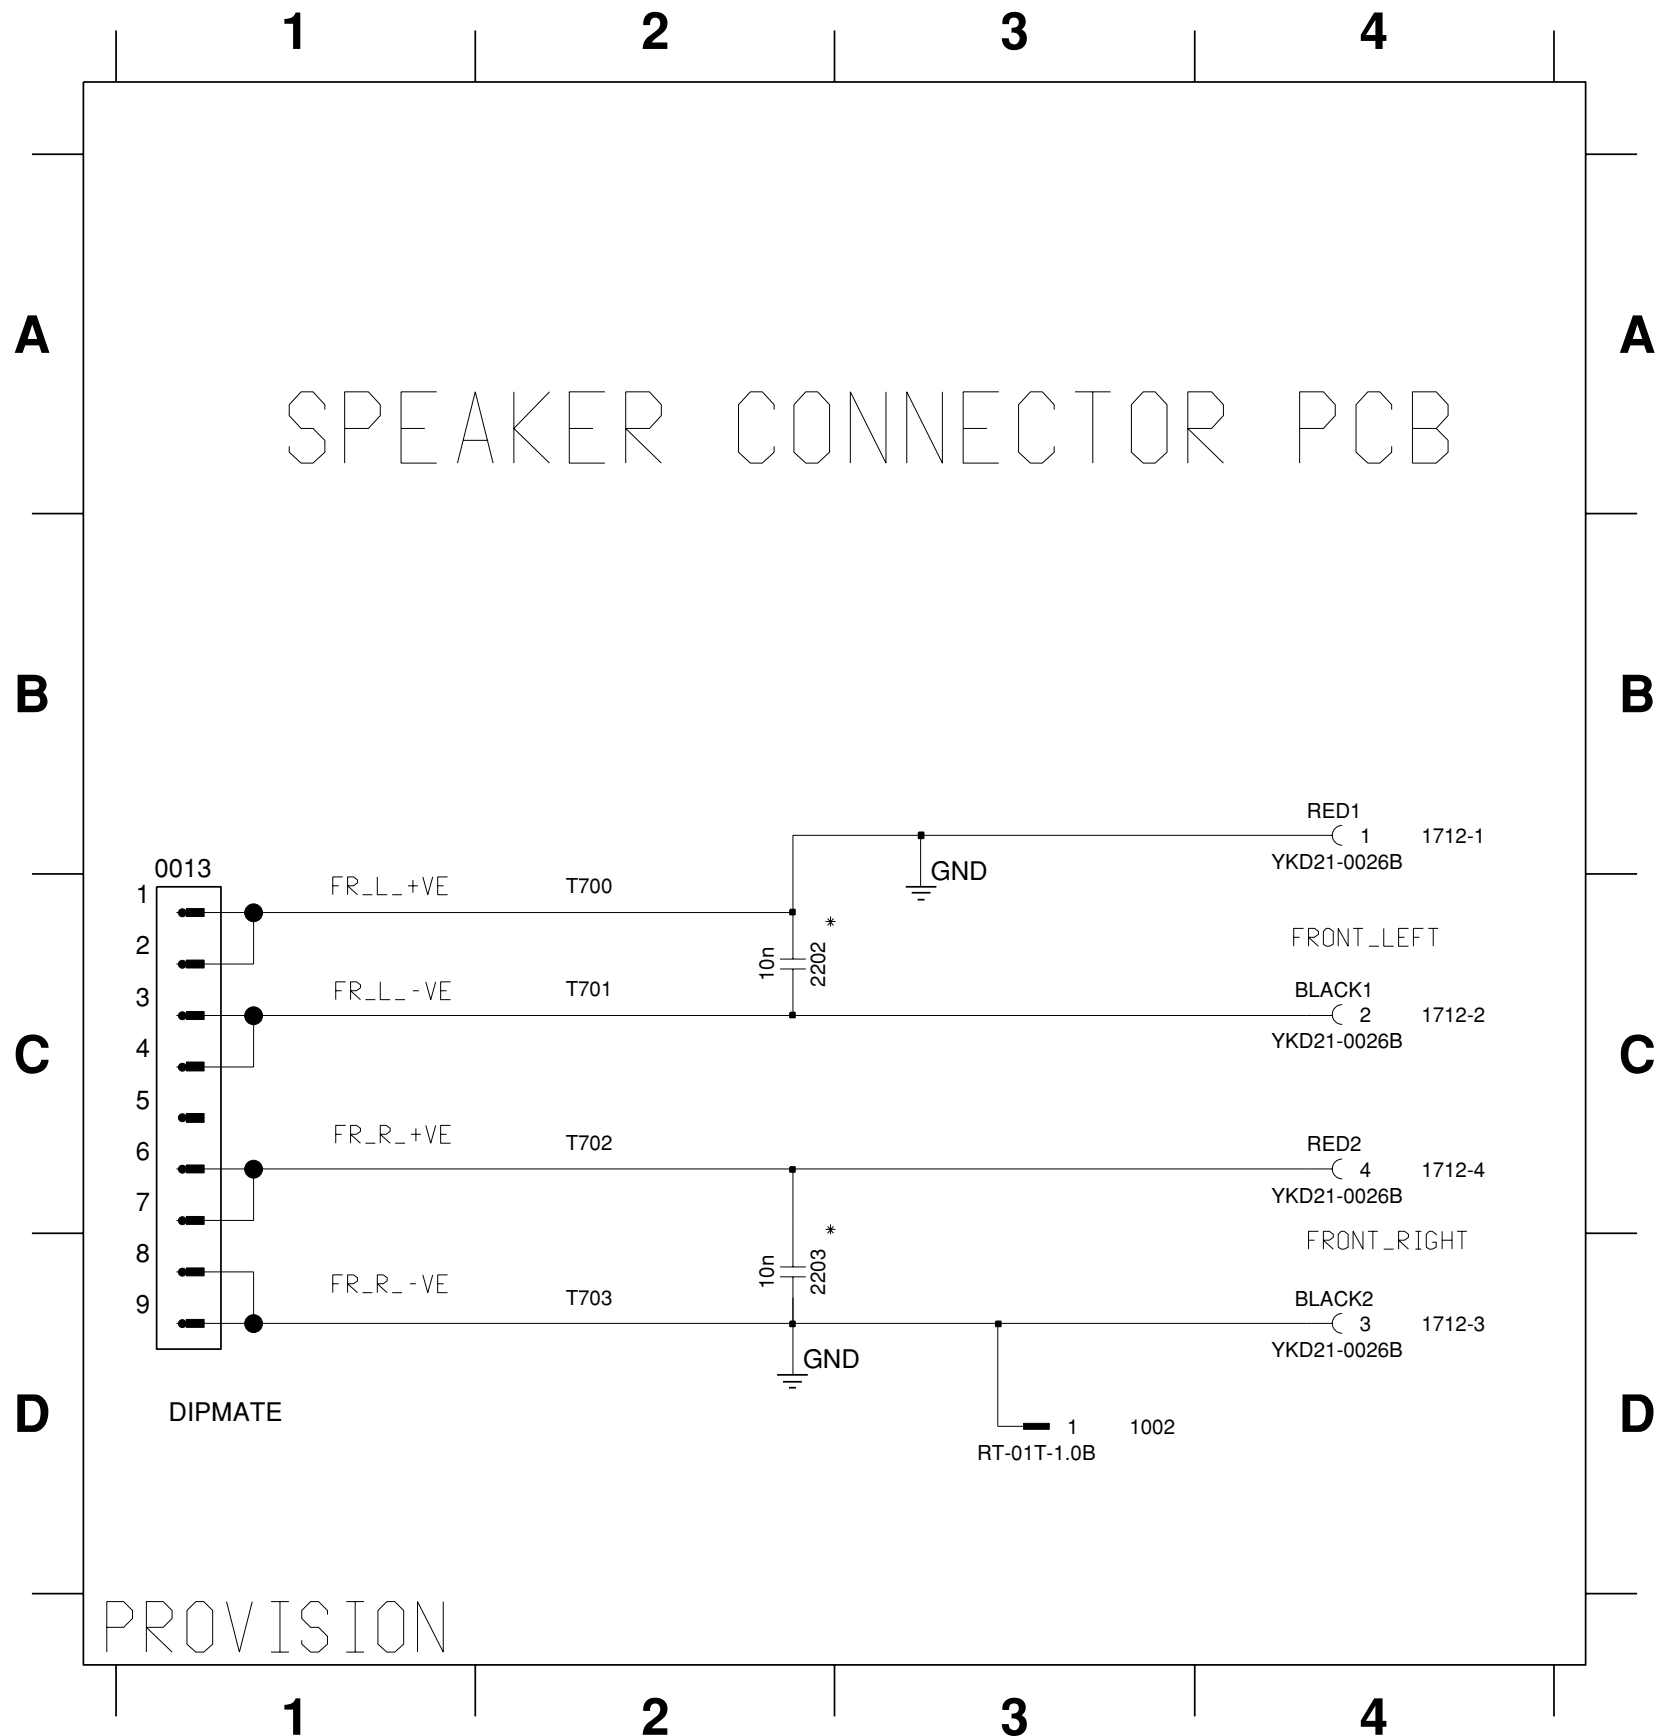 1 2 3 4
A A
SPEAKER CONNECTOR PCB
B B
RED1
1 1712-1
YKD21-0026B
GND
0013
1
FR_L_+VE T700
*
2
10n 2202
FRONT_LEFT
3
FR_L_-VE T701
BLACK1
2 1712-2
YKD21-0026B
4
C C
5
FR_R_+VE T702
6
RED2
4 1712-4
YKD21-0026B
7
*
FRONT_RIGHT
8
10n 2203
FR_R_-VE T703
9
BLACK2
3 1712-3
YKD21-0026B
GND
DIPMATE
D D
1 1002
RT-01T-1.0B
PROVISION
1 2 3 4